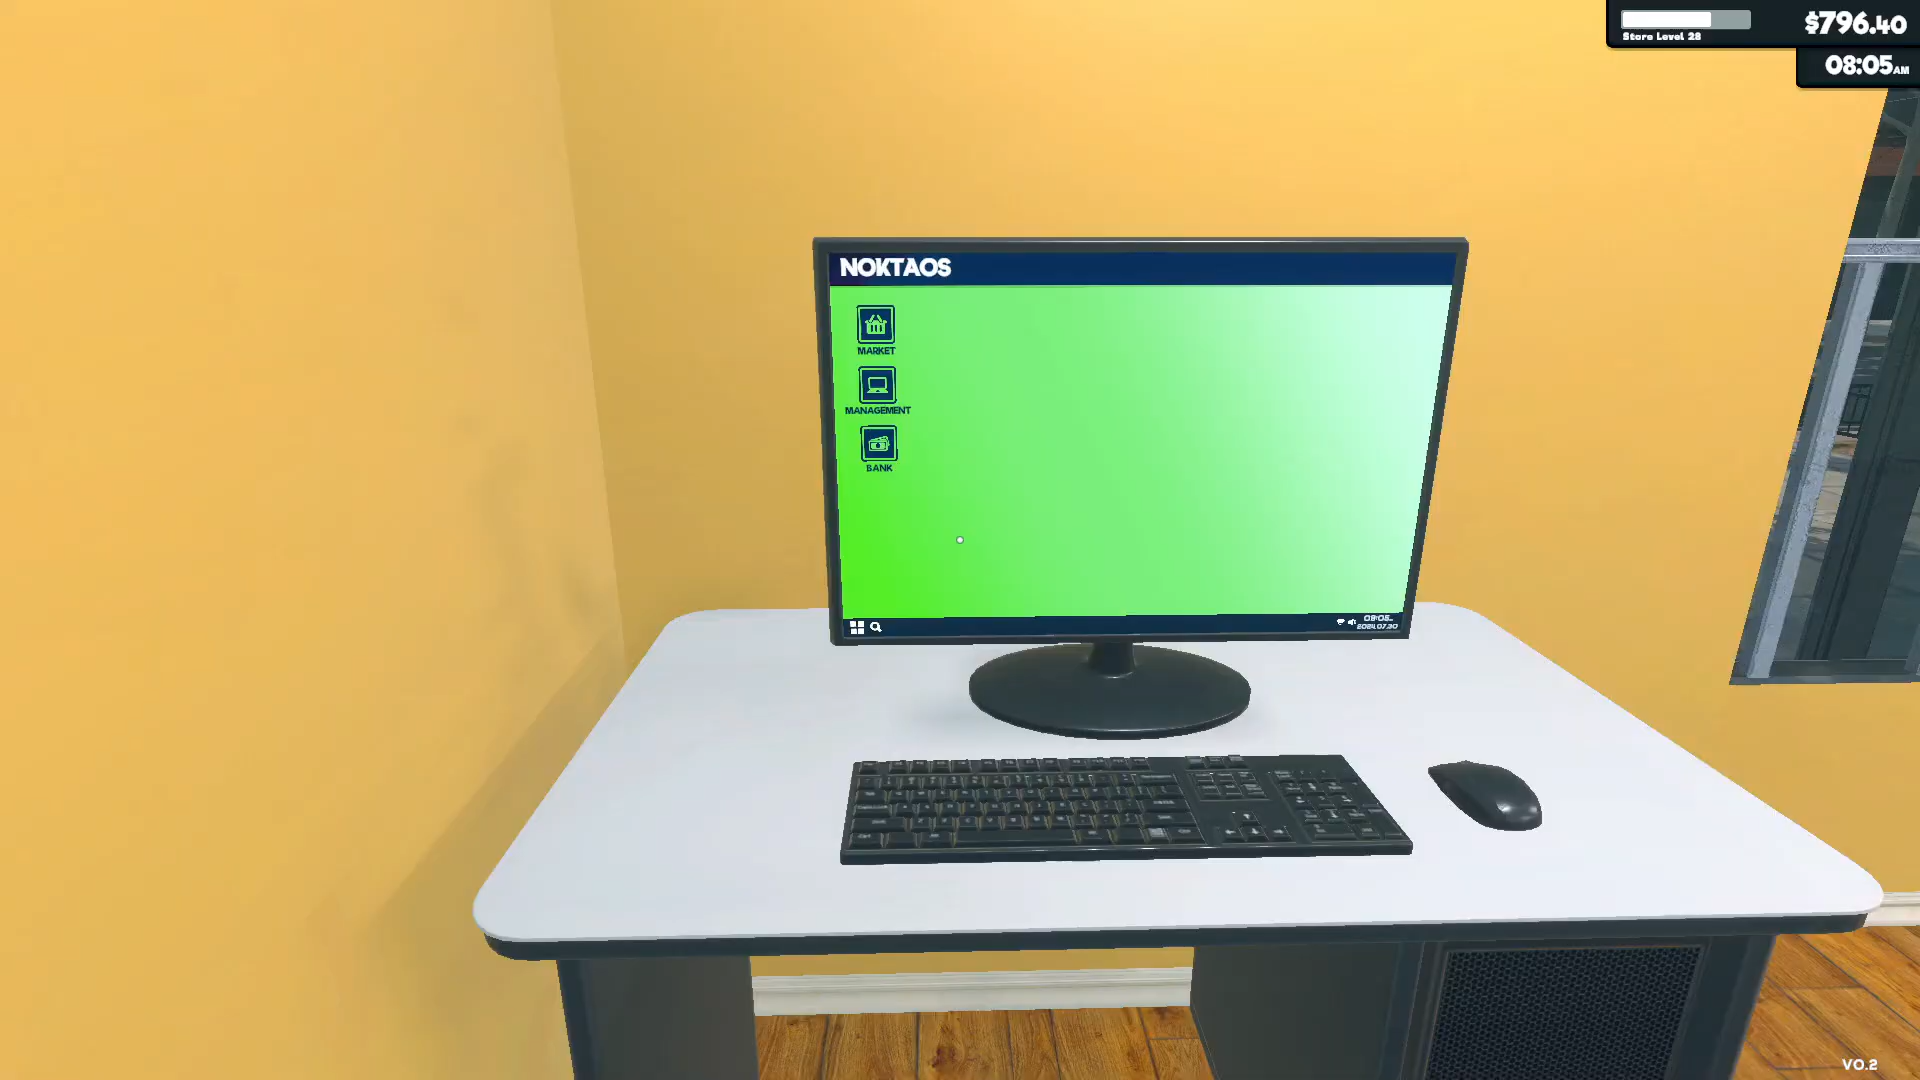 $796.40
Store Level 28
08:05AM
NOKTAOS
MARKET
MANAGEMENT
BANK
V0.2